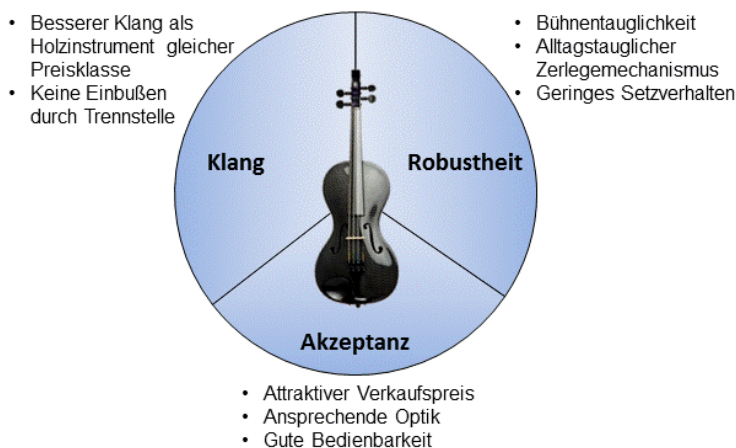 • Besserer Klang als
Holzinstrument gleicher
Preisklasse
• Keine Einbußen
durch Trennstelle
• Bühnentauglichkeit
• Alltagstauglicher
Zerlegemechanismus
• Geringes Setzverhalten
Klang
Robustheit
Akzeptanz
• Attraktiver Verkaufspreis
• Ansprechende Optik
• Gute Bedienbarkeit